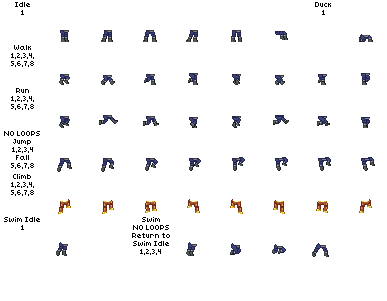 Idle
1
Duck
1
Walk
1,2,3,4,
5,6,7,8
Run
1,2,3,4,
5,6,7,8
NO LOOPS
Jump
1,2,3,4
Fall
5,6,7,8
Climb
1,2,3,4,
5,6,7,8
Swim Idle
1
Swim
NO LOOPS
Return to
Swim Idle
1,2,3,4